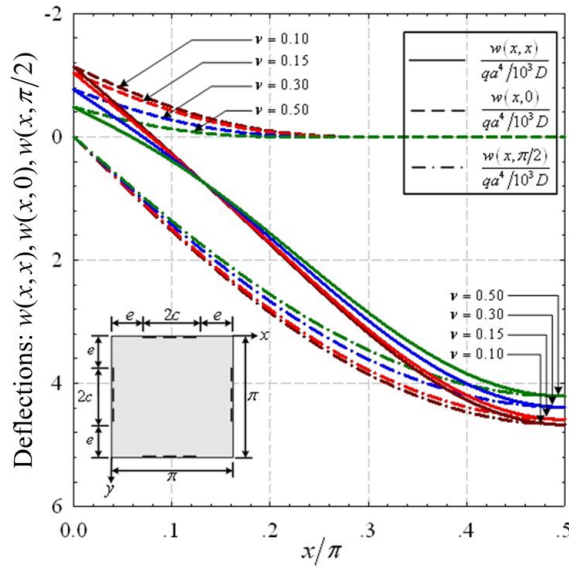 -2
0
2
4
6
Deflections: w(x,x), w(x,0), w(x,π/2)
ν = 0.10
ν = 0.15
ν = 0.30
ν = 0.50
w(x,x)
qa⁴/10³D
w(x,0)
qa⁴/10³D
w(x,π/2)
qa⁴/10³D
ν = 0.50
ν = 0.30
ν = 0.15
ν = 0.10
e 2c e
x
e
2c
e
π
π
y
0.0 .1 .2 .3 .4 .5
x/π